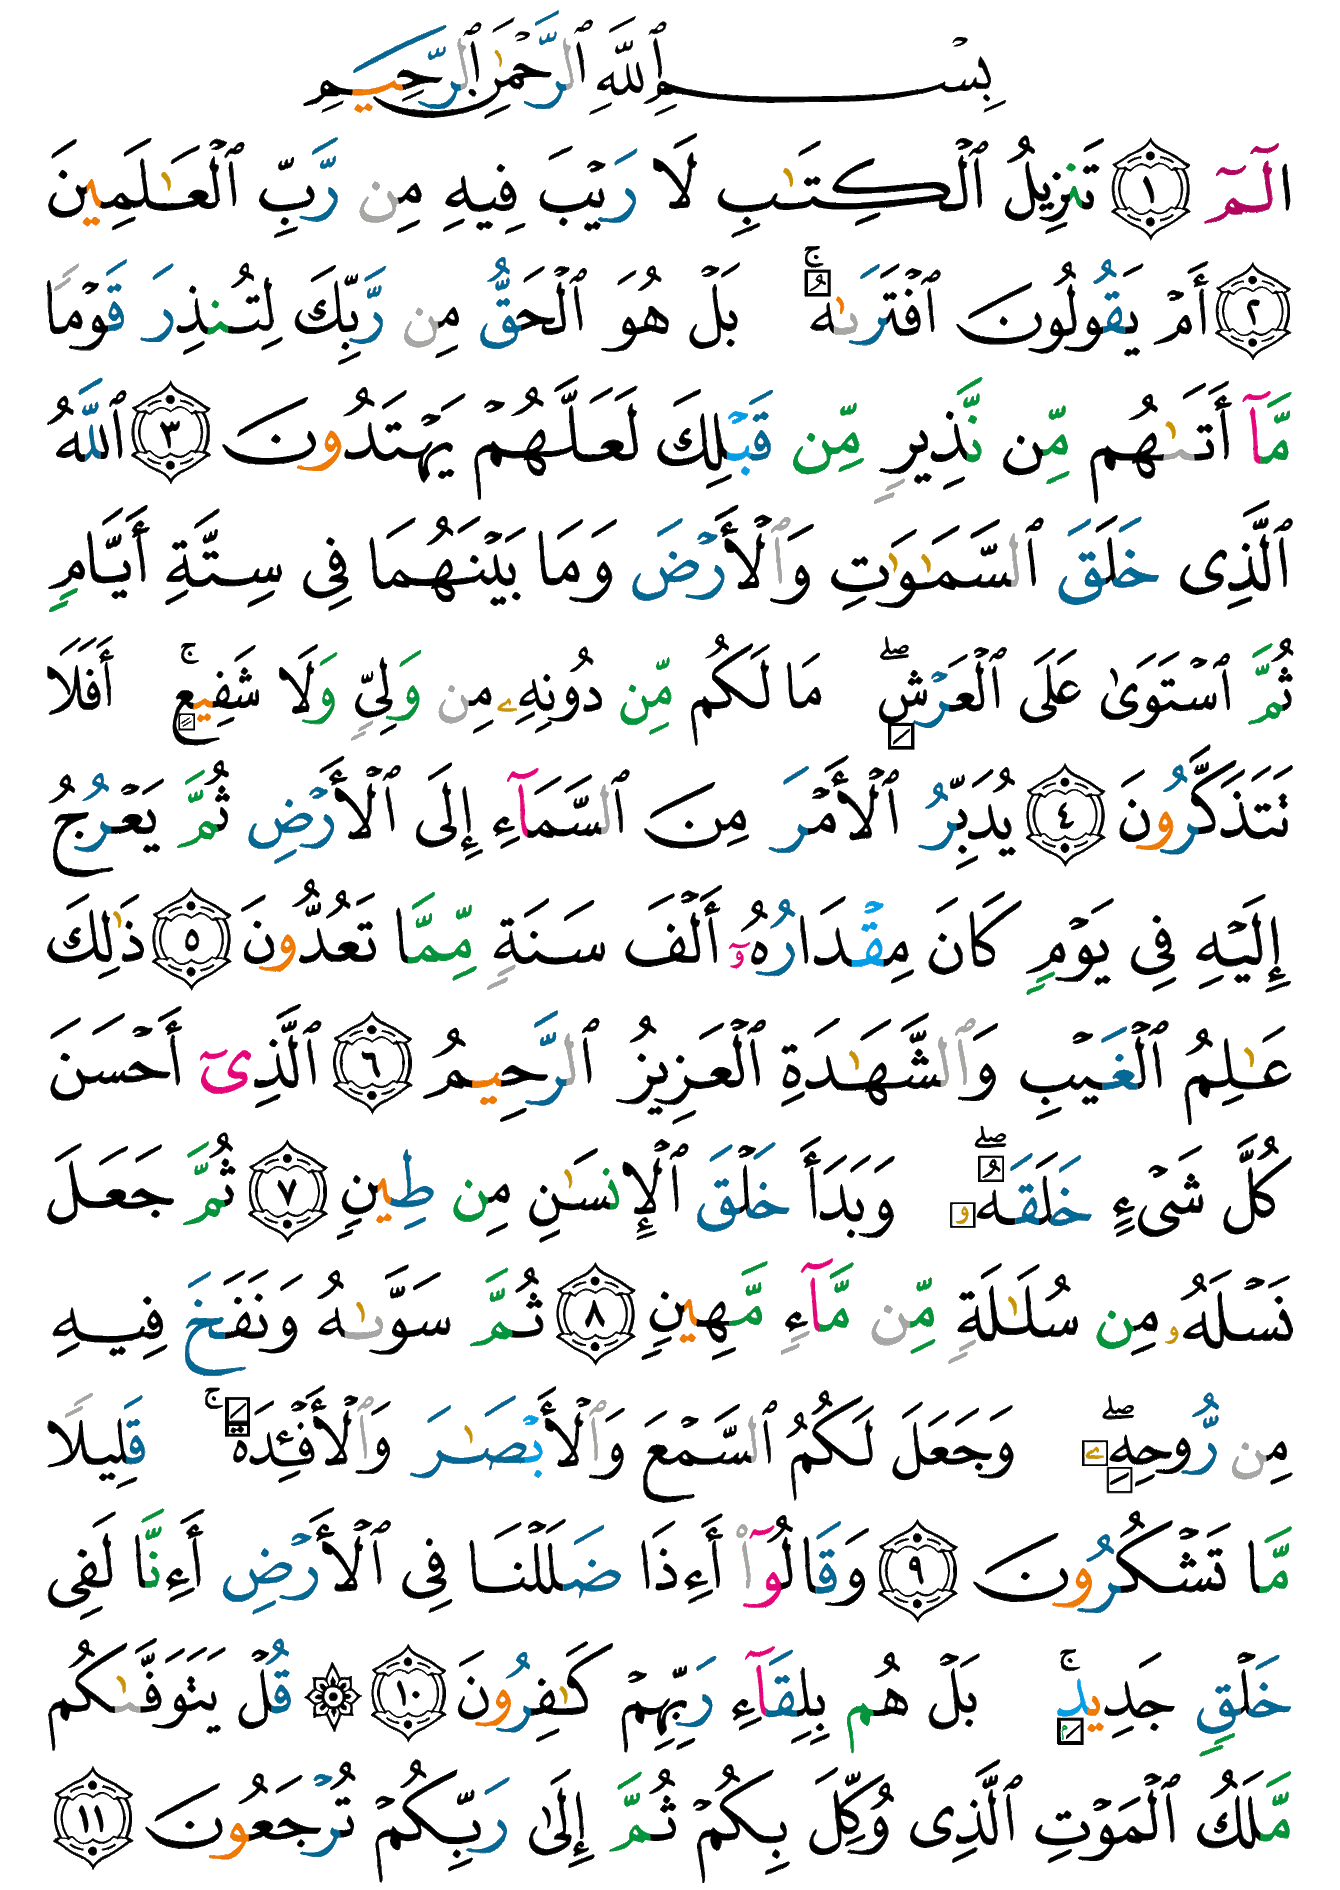 بِسۡمِ ٱللَّهِ ٱلرَّحۡمَٰنِ ٱلرَّحِيمِ
الٓمٓ ١ تَنزِيلُ ٱلۡكِتَٰبِ لَا رَيۡبَ فِيهِ مِن رَّبِّ ٱلۡعَٰلَمِينَ
٢ أَمۡ يَقُولُونَ ٱفۡتَرَىٰهُۚ بَلۡ هُوَ ٱلۡحَقُّ مِن رَّبِّكَ لِتُنذِرَ قَوۡمٗا
مَّآ أَتَىٰهُم مِّن نَّذِيرٖ مِّن قَبۡلِكَ لَعَلَّهُمۡ يَهۡتَدُونَ ٣ ٱللَّهُ
ٱلَّذِي خَلَقَ ٱلسَّمَٰوَٰتِ وَٱلۡأَرۡضَ وَمَا بَيۡنَهُمَا فِي سِتَّةِ أَيَّامٖ
ثُمَّ ٱسۡتَوَىٰ عَلَى ٱلۡعَرۡشِۖ مَا لَكُم مِّن دُونِهِۦ مِن وَلِيّٖ وَلَا شَفِيعٍۚ أَفَلَا
تَتَذَكَّرُونَ ٤ يُدَبِّرُ ٱلۡأَمۡرَ مِنَ ٱلسَّمَآءِ إِلَى ٱلۡأَرۡضِ ثُمَّ يَعۡرُجُ
إِلَيۡهِ فِي يَوۡمٖ كَانَ مِقۡدَارُهُۥٓ أَلۡفَ سَنَةٖ مِّمَّا تَعُدُّونَ ٥ ذَٰلِكَ
عَٰلِمُ ٱلۡغَيۡبِ وَٱلشَّهَٰدَةِ ٱلۡعَزِيزُ ٱلرَّحِيمُ ٦ ٱلَّذِيٓ أَحۡسَنَ
كُلَّ شَيۡءٍ خَلَقَهُۥۖ وَبَدَأَ خَلۡقَ ٱلۡإِنسَٰنِ مِن طِينٖ ٧ ثُمَّ جَعَلَ
نَسۡلَهُۥ مِن سُلَٰلَةٖ مِّن مَّآءٖ مَّهِينٖ ٨ ثُمَّ سَوَّىٰهُ وَنَفَخَ فِيهِ
مِن رُّوحِهِۦۖ وَجَعَلَ لَكُمُ ٱلسَّمۡعَ وَٱلۡأَبۡصَٰرَ وَٱلۡأَفۡـِٔدَةَۚ قَلِيلٗا
مَّا تَشۡكُرُونَ ٩ وَقَالُوٓاْ أَءِذَا ضَلَلۡنَا فِي ٱلۡأَرۡضِ أَءِنَّا لَفِي
خَلۡقٖ جَدِيدِۭۚ بَلۡ هُم بِلِقَآءِ رَبِّهِمۡ كَٰفِرُونَ ١٠ ۞ قُلۡ يَتَوَفَّىٰكُم
مَّلَكُ ٱلۡمَوۡتِ ٱلَّذِي وُكِّلَ بِكُمۡ ثُمَّ إِلَىٰ رَبِّكُمۡ تُرۡجَعُونَ ١١